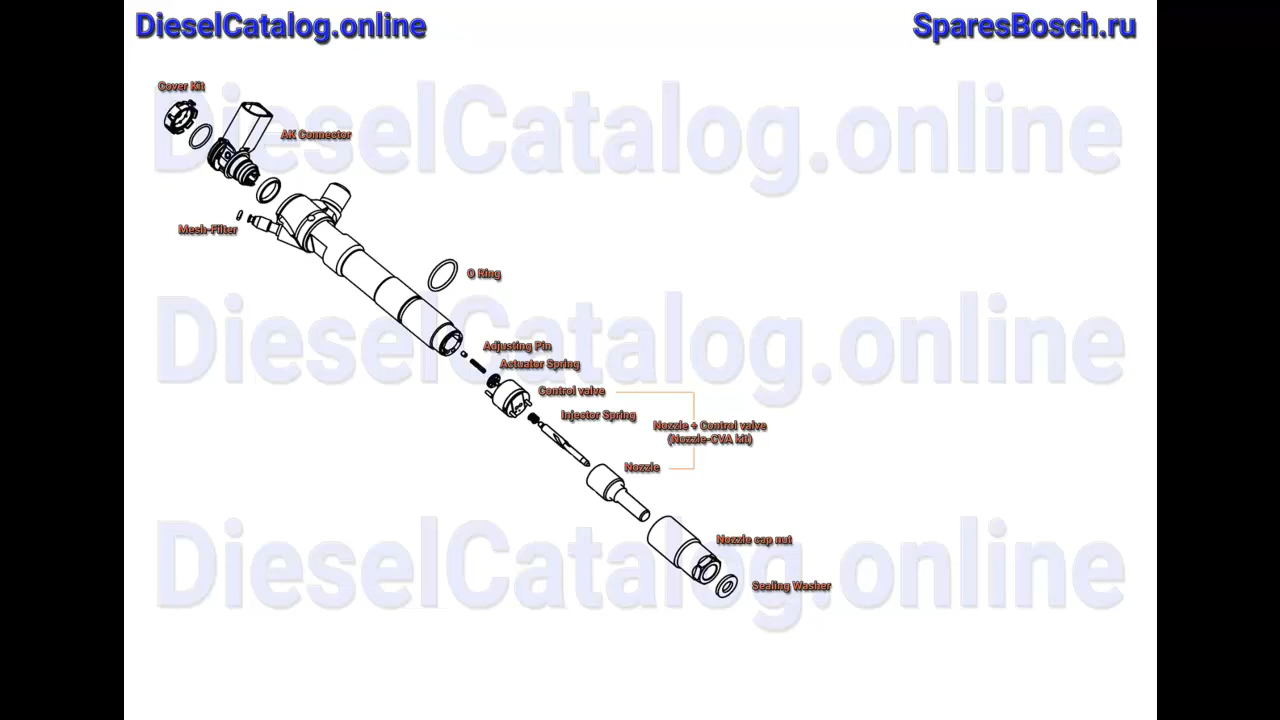 DieselCatalog.online
SparesBosch.ru
Cover Kit
DieselCatalog.online
AK Connector
Mesh-Filter
O Ring
DieselCatalog.online
Adjusting Pin
Actuator Spring
Control valve
Injector Spring
Nozzle + Control valve
(Nozzle-CVA kit)
Nozzle
Nozzle cap nut
DieselCatalog.online
Sealing Washer